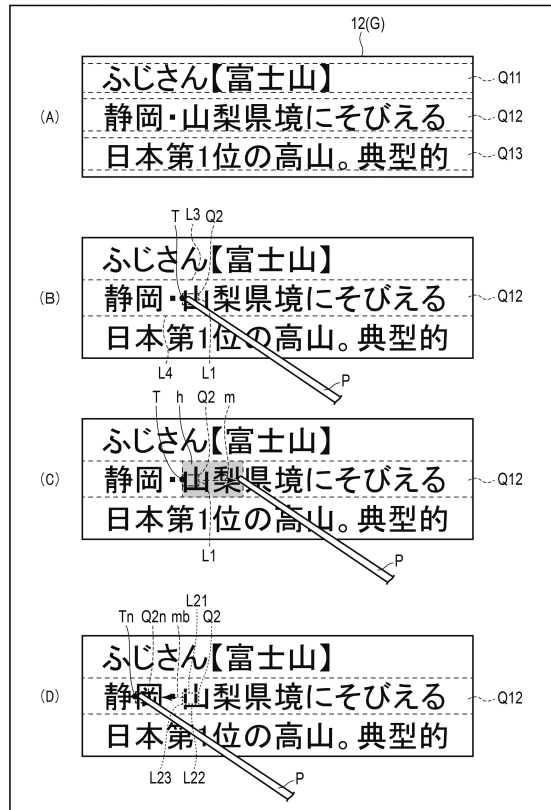 12(G)
ふじさん【富士山】 Q11
(A) 静岡・山梨県境にそびえる Q12
日本第1位の高山。典型的 Q13
T L3 Q2
ふじさん【富士山】
(B) 静岡・山梨県境にそびえる Q12
日本第1位の高山。典型的
L4 L1 P
T h Q2 m
ふじさん【富士山】
(C) 静岡・山梨県境にそびえる Q12
日本第1位の高山。典型的
L1 P
L21
Tn Q2n mb Q2
ふじさん【富士山】
(D) 静岡 山梨県境にそびえる Q12
日本第1位の高山。典型的
L23 L22 P